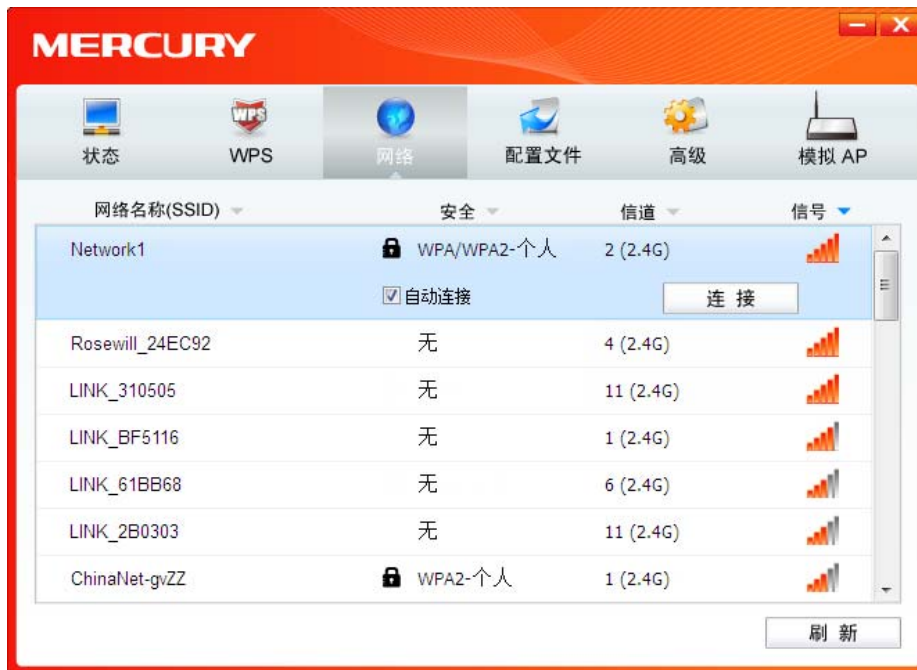 MERCURY
状态 WPS 网络 配置文件 高级 模拟 AP
网络名称(SSID) 安全 信道 信号
Network1 WPA/WPA2-个人 2 (2.4G)
自动连接 连 接
Rosewill_24EC92 无 4 (2.4G)
LINK_310505 无 11 (2.4G)
LINK_BF5116 无 1 (2.4G)
LINK_61BB68 无 6 (2.4G)
LINK_2B0303 无 11 (2.4G)
ChinaNet-gvZZ WPA2-个人 1 (2.4G)
刷 新